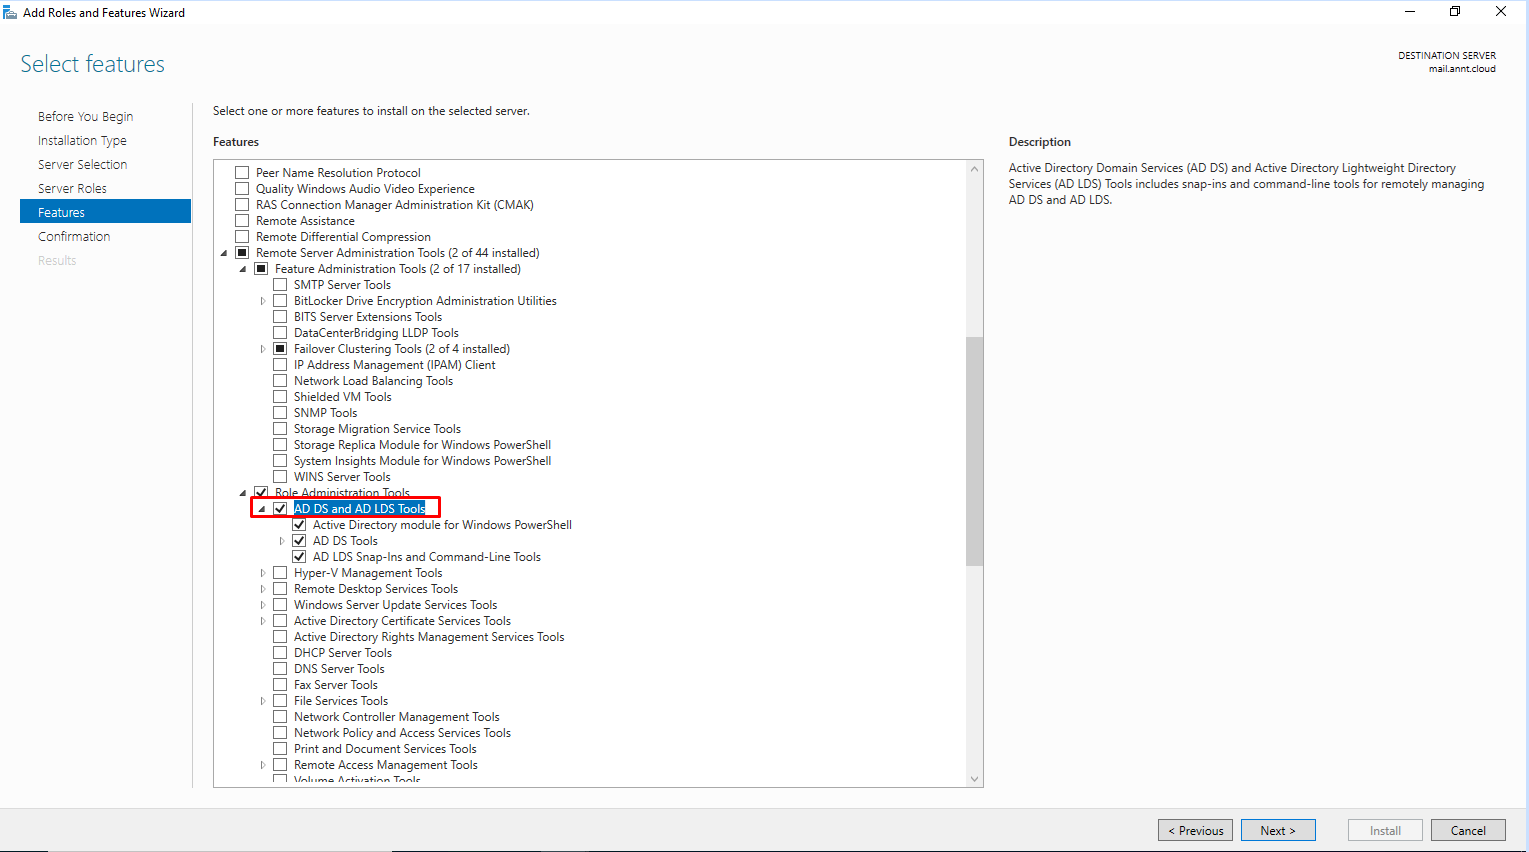 Add Roles and Features Wizard
Select features
DESTINATION SERVER
mail.annt.cloud
Before You Begin
Installation Type
Server Selection
Server Roles
Features
Confirmation
Results
Select one or more features to install on the selected server.
Features
Peer Name Resolution Protocol
Quality Windows Audio Video Experience
RAS Connection Manager Administration Kit (CMAK)
Remote Assistance
Remote Differential Compression
Remote Server Administration Tools (2 of 44 installed)
Feature Administration Tools (2 of 17 installed)
SMTP Server Tools
BitLocker Drive Encryption Administration Utilities
BITS Server Extensions Tools
DataCenterBridging LLDP Tools
Failover Clustering Tools (2 of 4 installed)
IP Address Management (IPAM) Client
Network Load Balancing Tools
Shielded VM Tools
SNMP Tools
Storage Migration Service Tools
Storage Replica Module for Windows PowerShell
System Insights Module for Windows PowerShell
WINS Server Tools
Role Administration Tools
AD DS and AD LDS Tools
Active Directory module for Windows PowerShell
AD DS Tools
AD LDS Snap-Ins and Command-Line Tools
Hyper-V Management Tools
Remote Desktop Services Tools
Windows Server Update Services Tools
Active Directory Certificate Services Tools
Active Directory Rights Management Services Tools
DHCP Server Tools
DNS Server Tools
Fax Server Tools
File Services Tools
Network Controller Management Tools
Network Policy and Access Services Tools
Print and Document Services Tools
Remote Access Management Tools
Volume Activation Tools
Description
Active Directory Domain Services (AD DS) and Active Directory Lightweight Directory
Services (AD LDS) Tools includes snap-ins and command-line tools for remotely managing
AD DS and AD LDS.
< Previous
Next >
Install
Cancel